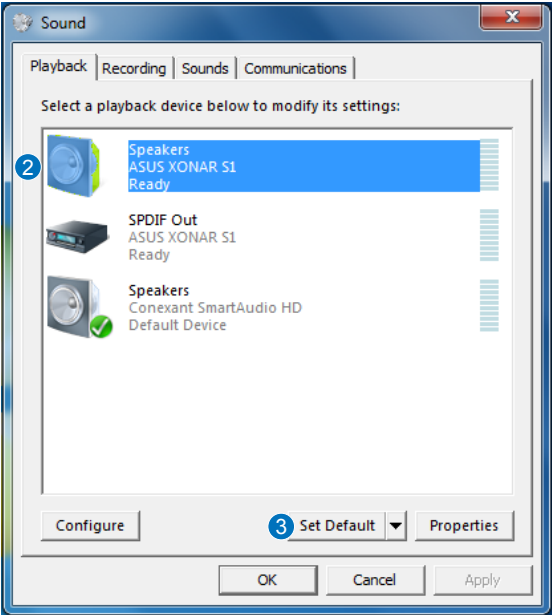 Sound
Playback Recording Sounds Communications
Select a playback device below to modify its settings:
2
Speakers
ASUS XONAR S1
Ready
SPDIF Out
ASUS XONAR S1
Ready
Speakers
Conexant SmartAudio HD
Default Device
Configure 3 Set Default Properties
OK Cancel Apply